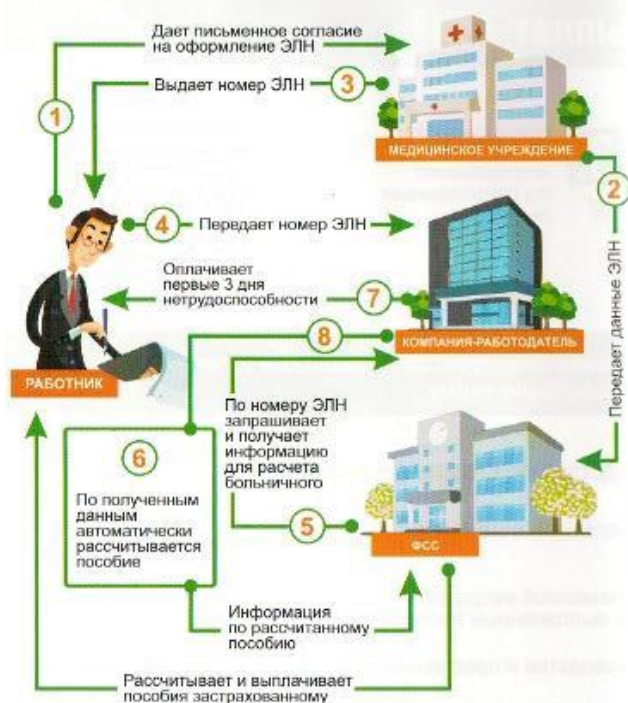 Дает письменное согласие
на оформление ЭЛН
Выдает номер ЭЛН
3
1
МЕДИЦИНСКОЕ УЧРЕЖДЕНИЕ
2
Передает данные ЭЛН
4
Передает номер ЭЛН
Оплачивает
первые 3 дня
нетрудоспособности
7
8
КОМПАНИЯ-РАБОТОДАТЕЛЬ
РАБОТНИК
По номеру ЭЛН
запрашивает
и получает
информацию
для расчета
больничного
5
ФСС
6
По полученным
данным
автоматически
рассчитывается
пособие
Информация
по рассчитанному
пособию
Рассчитывает и выплачивает
пособия застрахованному